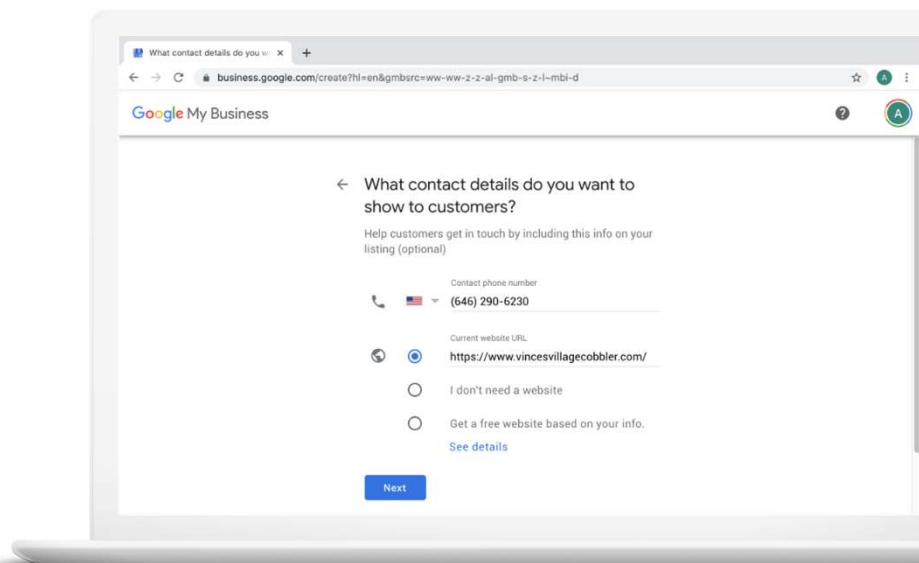 What contact details do you w
business.google.com/create?hl=en&gmbsrc=ww-ww-z-z-al-gmb-s-z-l~mbi-d
A
Google My Business
A
What contact details do you want to
show to customers?
Help customers get in touch by including this info on your
listing (optional)
Contact phone number
(646) 290-6230
Current website URL
https://www.vincesvillagecobbler.com/
I don't need a website
Get a free website based on your info.
See details
Next